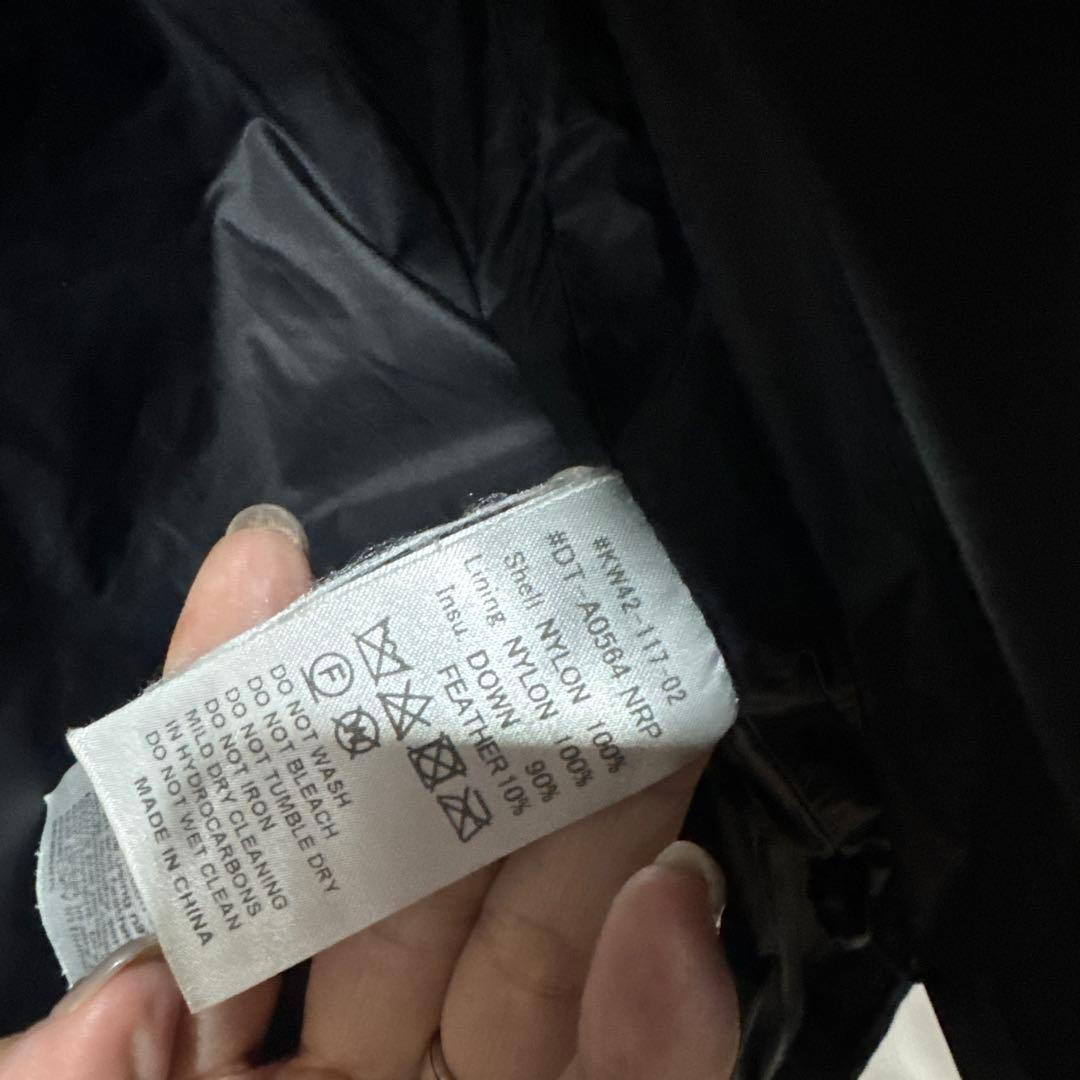 #KW42-117-02
#DT-A0564 NRP
Shell NYLON 100%
Lining NYLON 100%
Insu. DOWN 90%
FEATHER 10%
F
W
DO NOT WASH
DO NOT BLEACH
DO NOT TUMBLE DRY
DO NOT IRON
MILD DRY CLEANING
IN HYDROCARBONS
DO NOT WET CLEAN
MADE IN CHINA